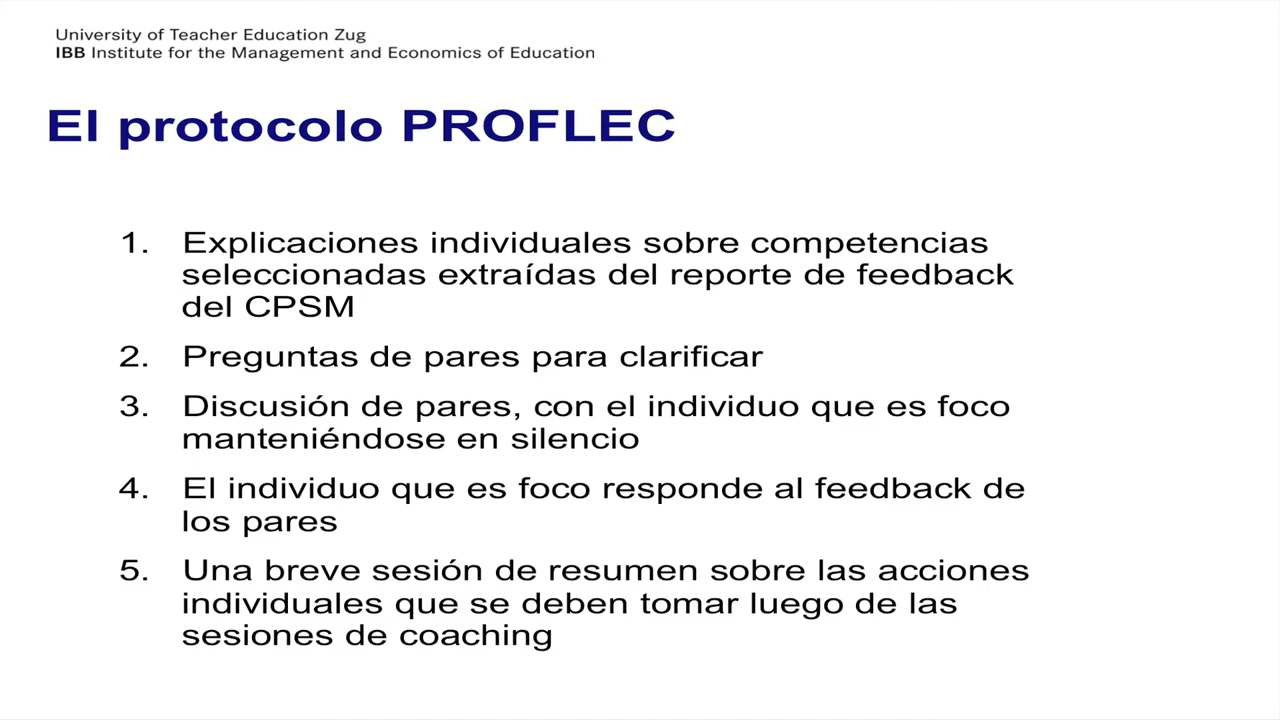 University of Teacher Education Zug
IBB Institute for the Management and Economics of Education
El protocolo PROFLEC
1. Explicaciones individuales sobre competencias
seleccionadas extraídas del reporte de feedback
del CPSM
2. Preguntas de pares para clarificar
3. Discusión de pares, con el individuo que es foco
manteniéndose en silencio
4. El individuo que es foco responde al feedback de
los pares
5. Una breve sesión de resumen sobre las acciones
individuales que se deben tomar luego de las
sesiones de coaching